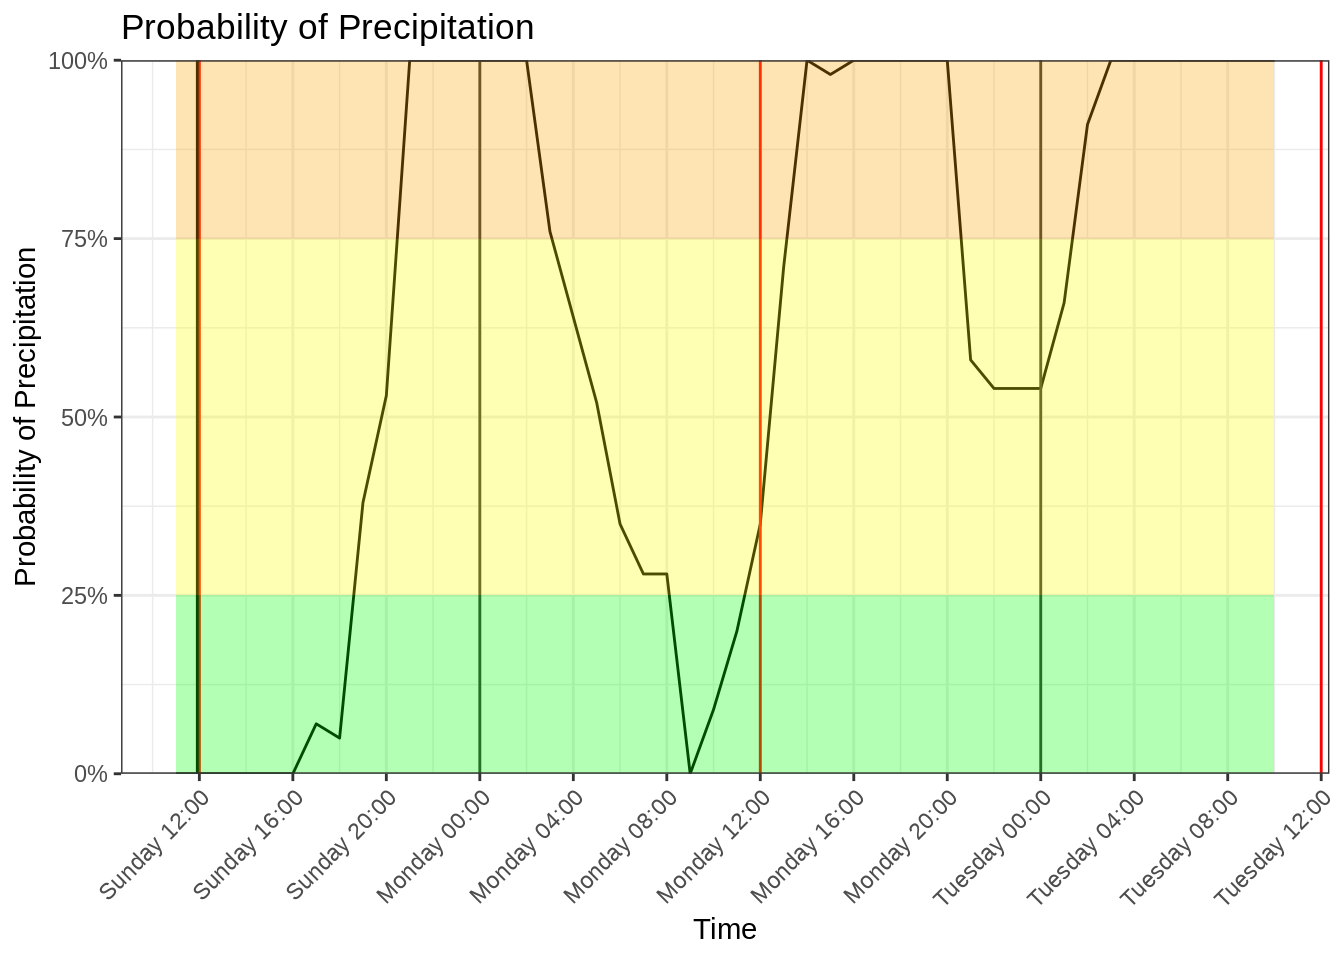 Probability of Precipitation
Probability of Precipitation
100%
75%
50%
25%
0%
Sunday 12:00
Sunday 16:00
Sunday 20:00
Monday 00:00
Monday 04:00
Monday 08:00
Monday 12:00
Monday 16:00
Monday 20:00
Tuesday 00:00
Tuesday 04:00
Tuesday 08:00
Tuesday 12:00
Time